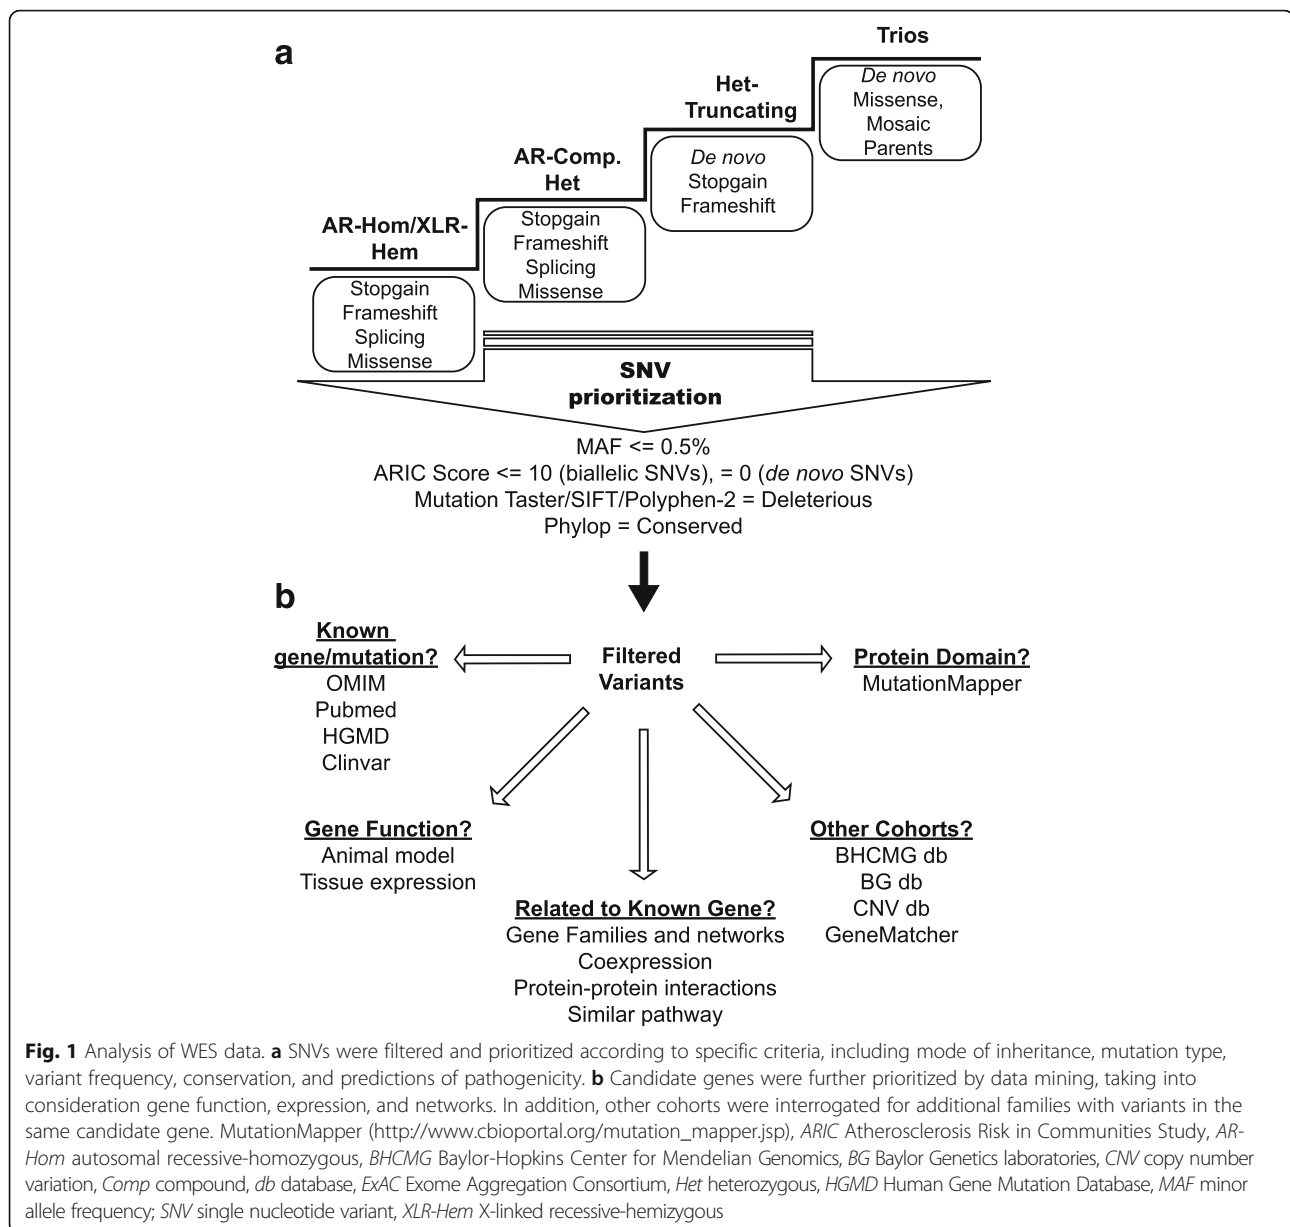 a
Trios
De novo
Missense,
Mosaic
Parents
Het-
Truncating
De novo
Stopgain
Frameshift
AR-Comp.
Het
Stopgain
Frameshift
Splicing
Missense
AR-Hom/XLR-
Hem
Stopgain
Frameshift
Splicing
Missense
SNV
prioritization
MAF <= 0.5%
ARIC Score <= 10 (biallelic SNVs), = 0 (de novo SNVs)
Mutation Taster/SIFT/Polyphen-2 = Deleterious
Phylop = Conserved
b
Known
gene/mutation?
OMIM
Pubmed
HGMD
Clinvar
Filtered
Variants
Protein Domain?
MutationMapper
Gene Function?
Animal model
Tissue expression
Related to Known Gene?
Gene Families and networks
Coexpression
Protein-protein interactions
Similar pathway
Other Cohorts?
BHCMG db
BG db
CNV db
GeneMatcher
Fig. 1 Analysis of WES data. a SNVs were filtered and prioritized according to specific criteria, including mode of inheritance, mutation type,
variant frequency, conservation, and predictions of pathogenicity. b Candidate genes were further prioritized by data mining, taking into
consideration gene function, expression, and networks. In addition, other cohorts were interrogated for additional families with variants in the
same candidate gene. MutationMapper (http://www.cbioportal.org/mutation_mapper.jsp), ARIC Atherosclerosis Risk in Communities Study, AR-
Hom autosomal recessive-homozygous, BHCMG Baylor-Hopkins Center for Mendelian Genomics, BG Baylor Genetics laboratories, CNV copy number
variation, Comp compound, db database, ExAC Exome Aggregation Consortium, Het heterozygous, HGMD Human Gene Mutation Database, MAF minor
allele frequency; SNV single nucleotide variant, XLR-Hem X-linked recessive-hemizygous